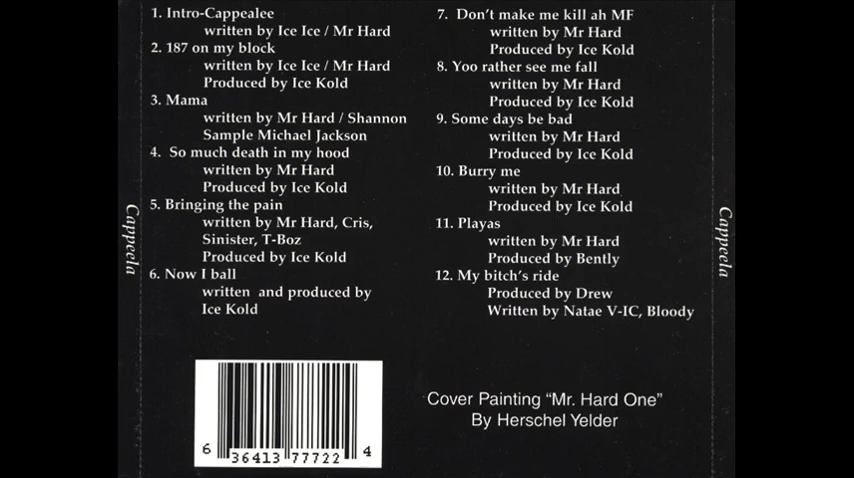 1. Intro-Cappealee
written by Ice Ice / Mr Hard
2. 187 on my block
written by Ice Ice / Mr Hard
Produced by Ice Kold
3. Mama
written by Mr Hard / Shannon
Sample Michael Jackson
4. So much death in my hood
written by Mr Hard
Produced by Ice Kold
5. Bringing the pain
written by Mr Hard, Cris,
Sinister, T-Boz
Produced by Ice Kold
6. Now I ball
written and produced by
Ice Kold
7. Don't make me kill ah MF
written by Mr Hard
Produced by Ice Kold
8. Yoo rather see me fall
written by Mr Hard
Produced by Ice Kold
9. Some days be bad
written by Mr Hard
Produced by Ice Kold
10. Burry me
written by Mr Hard
Produced by Ice Kold
11. Playas
written by Mr Hard
Produced by Bently
12. My bitch's ride
Produced by Drew
Written by Natae V-IC, Bloody
Cappeela
Cappeela
6 36413 77722 4
Cover Painting “Mr. Hard One”
By Herschel Yelder